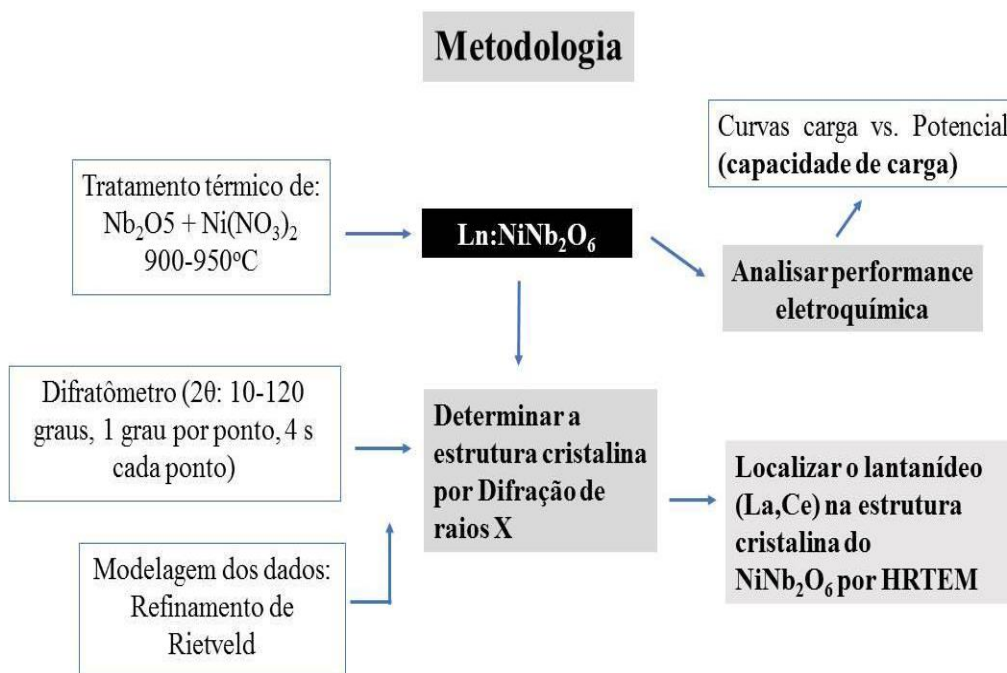 Metodologia
Tratamento térmico de:
Nb₂O5 + Ni(NO₃)₂
900-950ºC
Ln:NiNb₂O₆
Curvas carga vs. Potencial
(capacidade de carga)
Analisar performance
eletroquímica
Difratômetro (2θ: 10-120
graus, 1 grau por ponto, 4 s
cada ponto)
Modelagem dos dados:
Refinamento de
Rietveld
Determinar a
estrutura cristalina
por Difração de
raios X
Localizar o lantanídeo
(La,Ce) na estrutura
cristalina do
NiNb₂O₆ por HRTEM